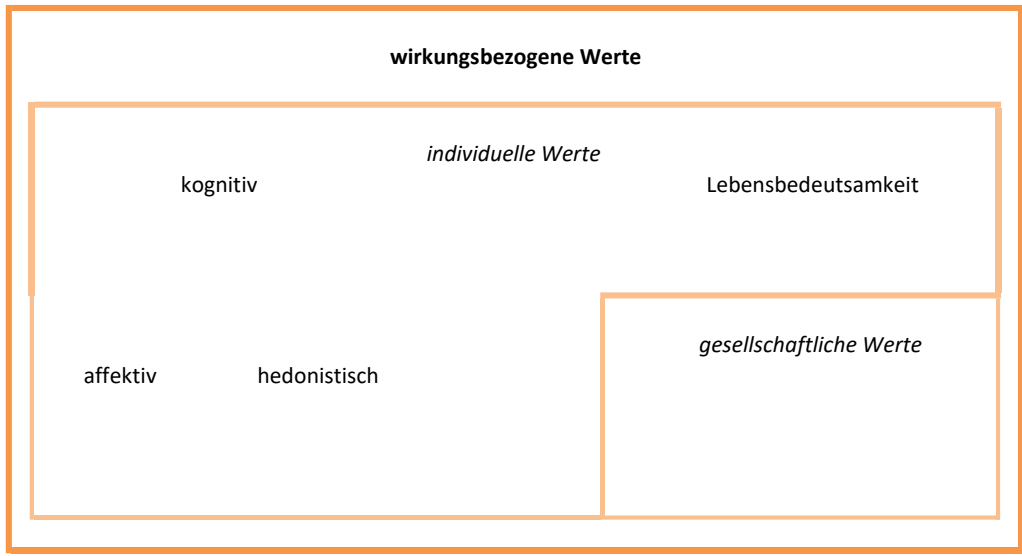 wirkungsbezogene Werte
individuelle Werte
kognitiv
Lebensbedeutsamkeit
gesellschaftliche Werte
affektiv
hedonistisch